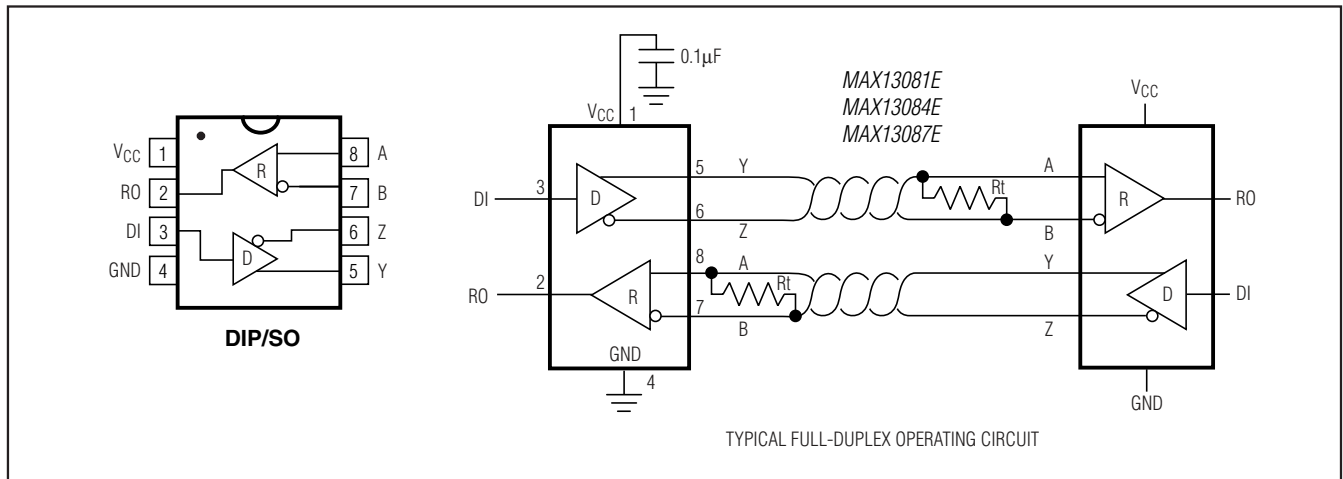 VCC 1
RO 2
DI 3
GND 4
R
D
8 A
7 B
6 Z
5 Y
DIP/SO
0.1μF
VCC 1
MAX13081E
MAX13084E
MAX13087E
VCC
DI 3
D
5 Y
6 Z
A
Rt
B
R
RO
RO 2
R
8 A
Rt
7 B
Y
Z
D
DI
GND
4
GND
TYPICAL FULL-DUPLEX OPERATING CIRCUIT